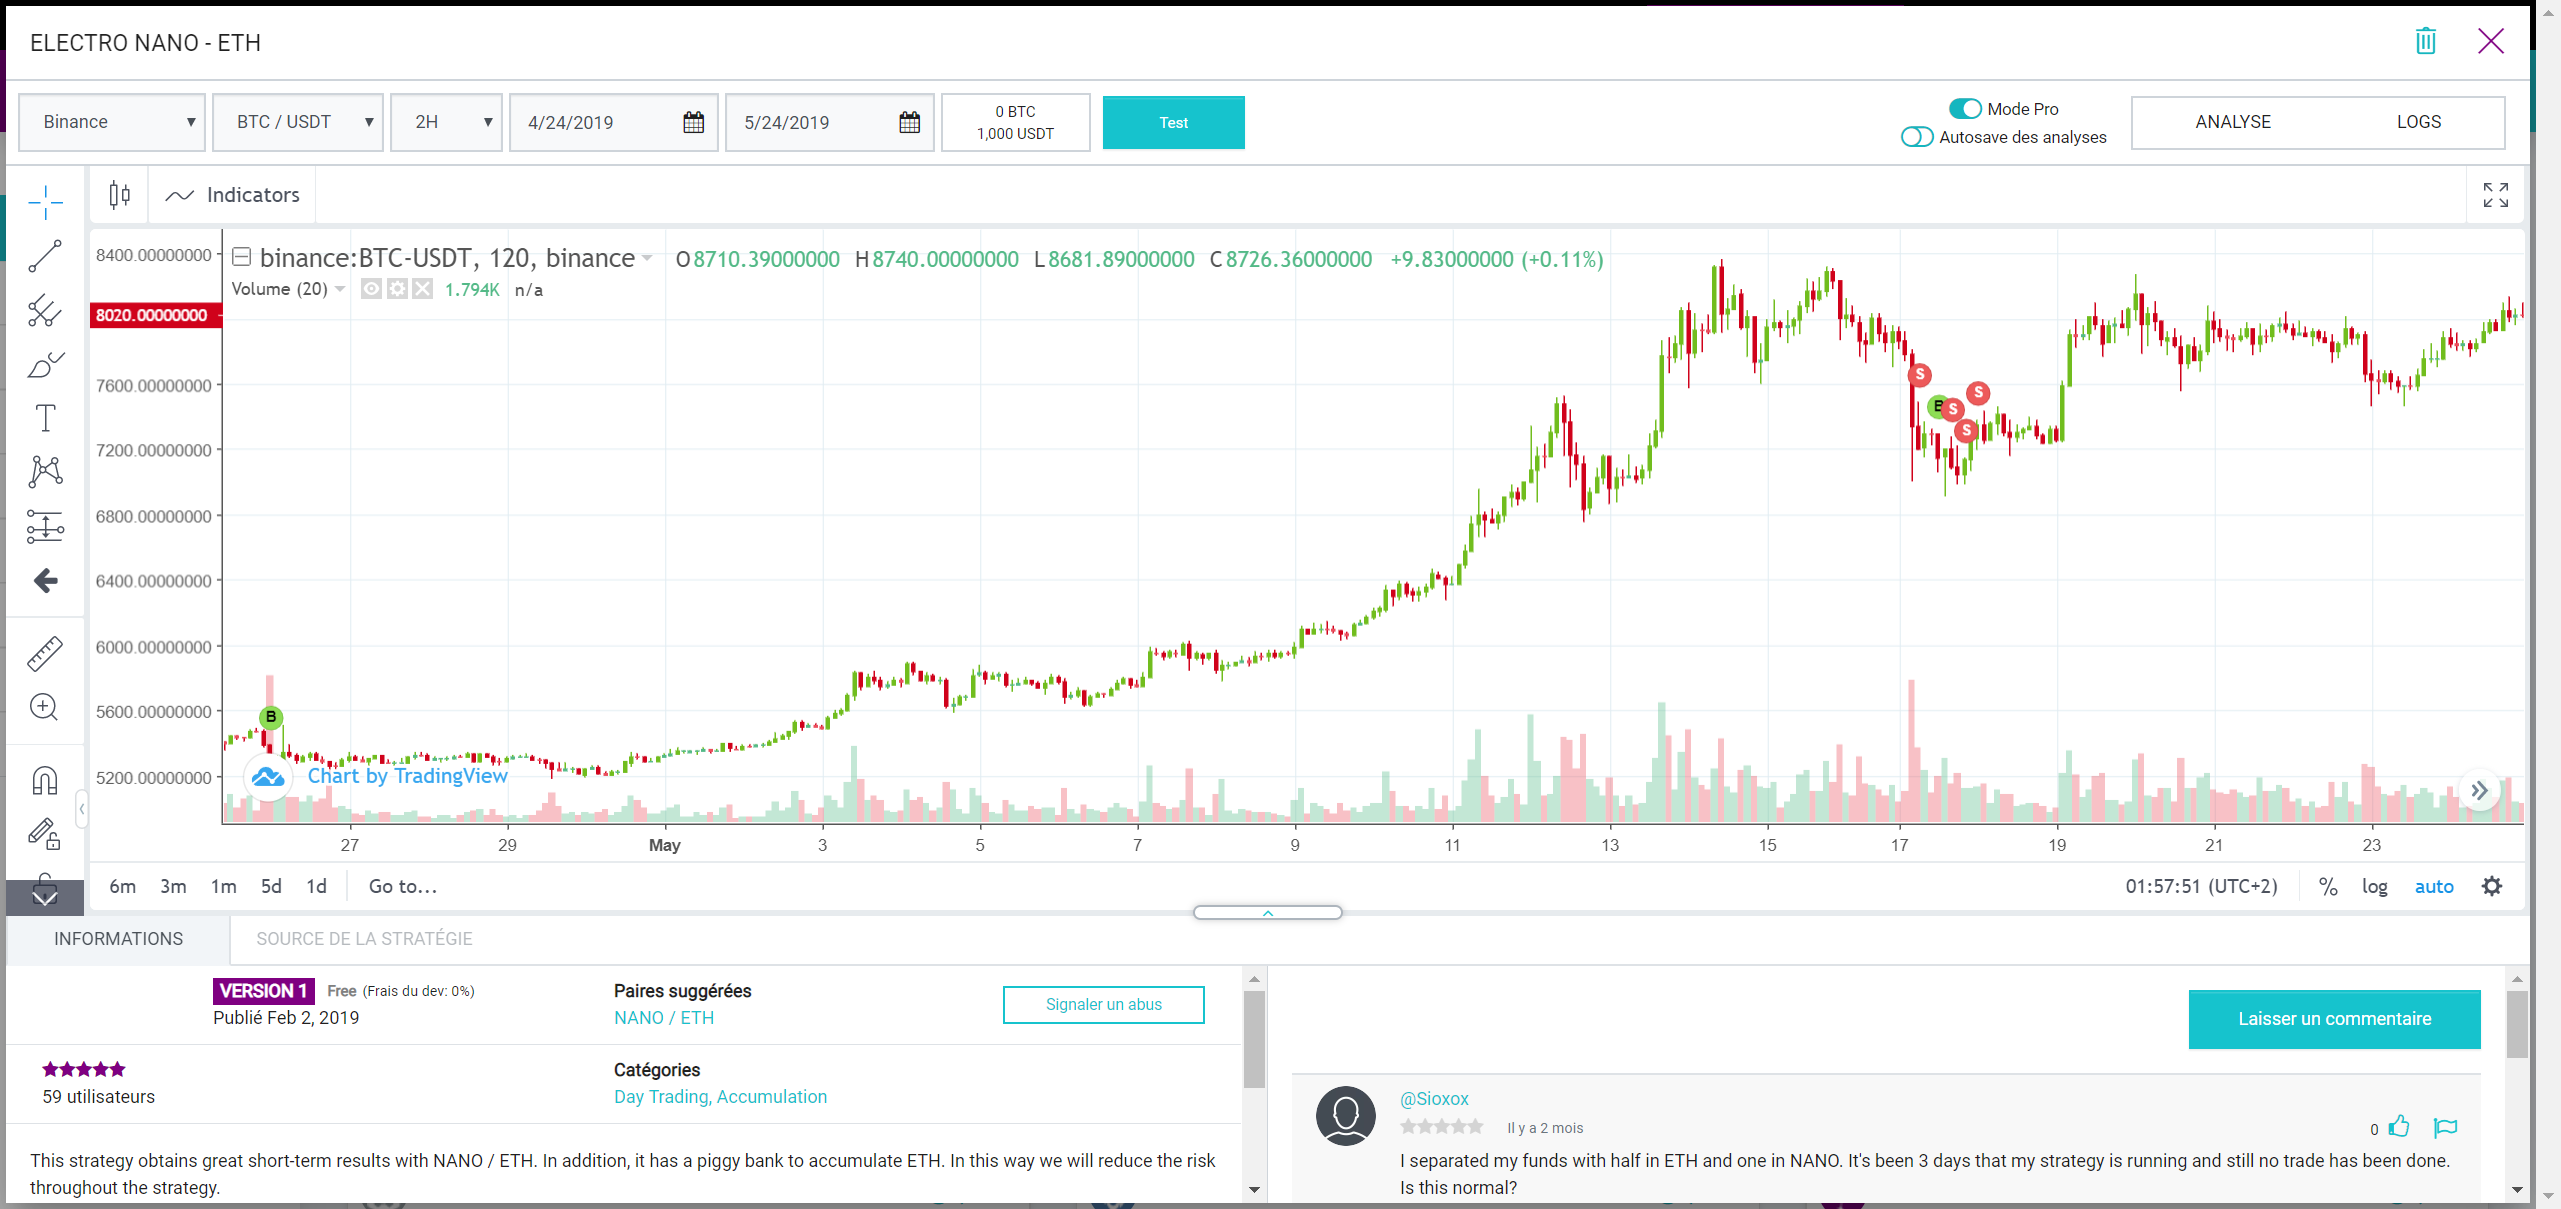 ELECTRO NANO - ETH
Binance
BTC / USDT
2H
4/24/2019
5/24/2019
0 BTC
1,000 USDT
Test
Mode Pro
Autosave des analyses
ANALYSE
LOGS
Indicators
binance:BTC-USDT, 120, binance O8710.39000000 H8740.00000000 L8681.89000000 C8726.36000000 +9.83000000 (+0.11%)
Volume (20) 1.794K n/a
8400.00000000
8020.00000000
7600.00000000
7200.00000000
6800.00000000
6400.00000000
6000.00000000
5600.00000000
5200.00000000
S
S
B
S
S
B
Chart by TradingView
27 29 May 3 5 7 9 11 13 15 17 19 21 23
6m 3m 1m 5d 1d Go to...
01:57:51 (UTC+2) % log auto
INFORMATIONS
SOURCE DE LA STRATÉGIE
VERSION 1 Free (Frais du dev: 0%)
Publié Feb 2, 2019
Paires suggérées
NANO / ETH
Signaler un abus
59 utilisateurs
Catégories
Day Trading, Accumulation
This strategy obtains great short-term results with NANO / ETH. In addition, it has a piggy bank to accumulate ETH. In this way we will reduce the risk
throughout the strategy.
Laisser un commentaire
@Sioxox
Il y a 2 mois
0
I separated my funds with half in ETH and one in NANO. It's been 3 days that my strategy is running and still no trade has been done.
Is this normal?